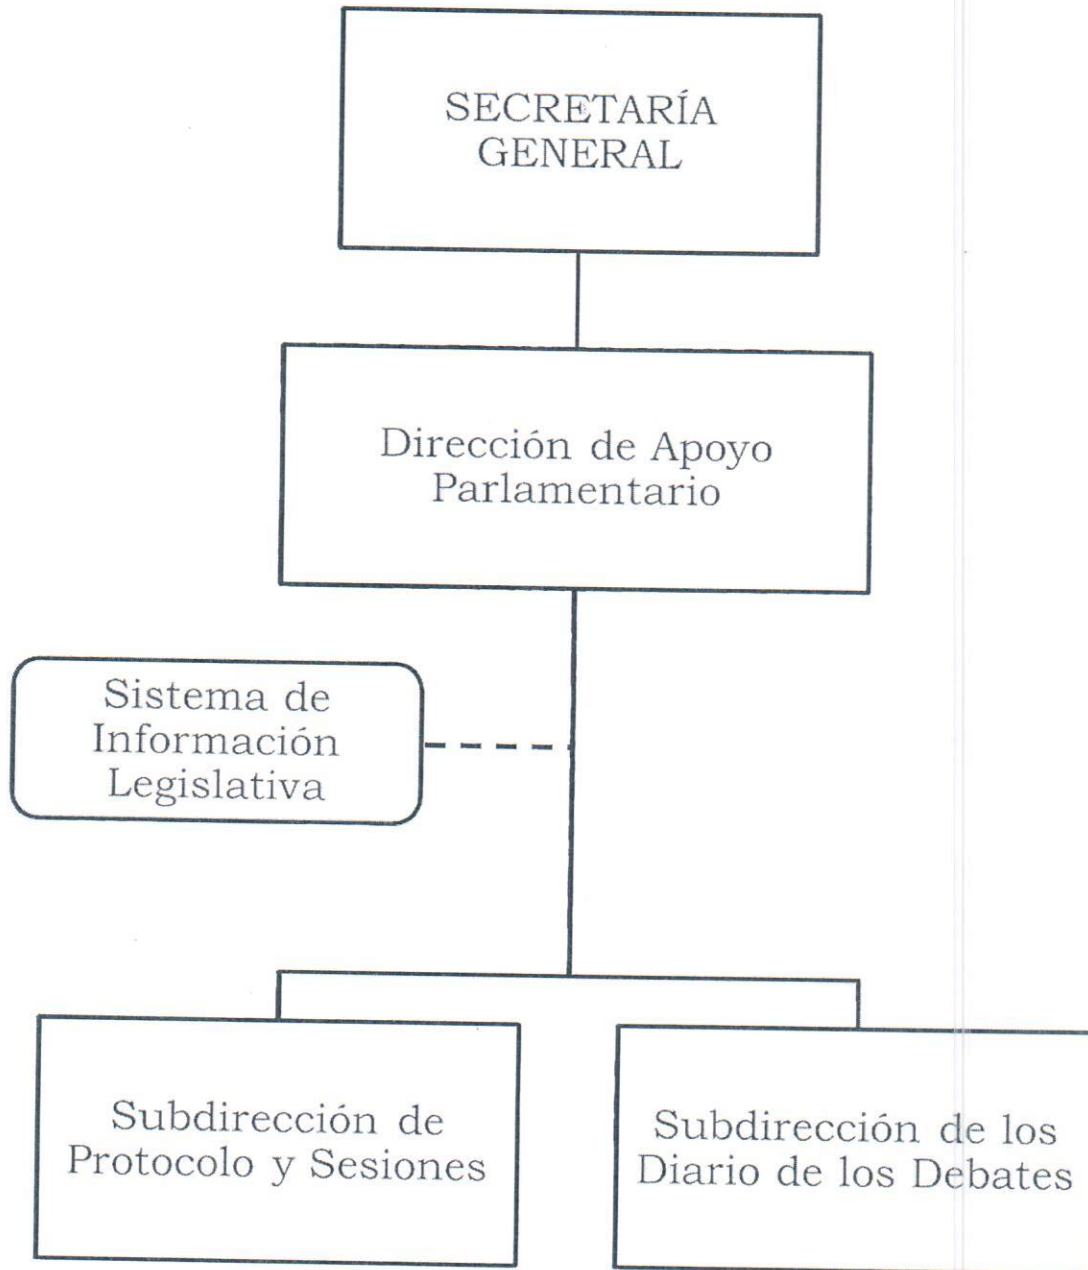 SECRETARÍA
GENERAL
Dirección de Apoyo
Parlamentario
Sistema de
Información
Legislativa
Subdirección de
Protocolo y Sesiones
Subdirección de los
Diario de los Debates